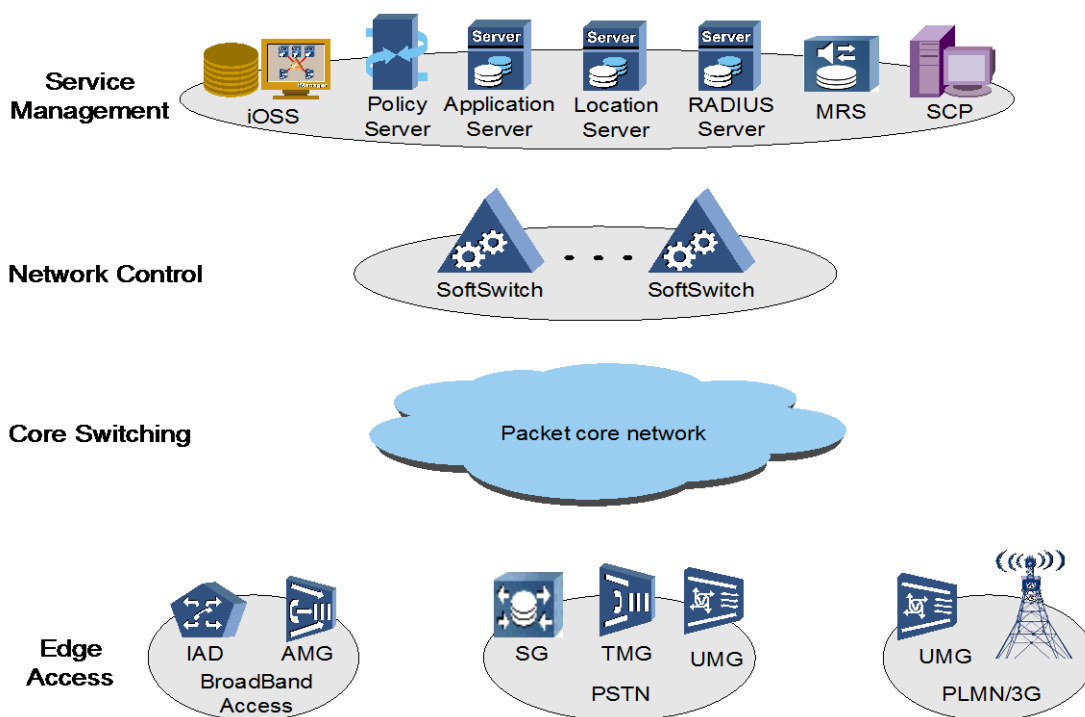 Server
Server
Server
Service
Management
iOSS
Policy
Server
Application
Server
Location
Server
RADIUS
Server
MRS
SCP
Network Control
SoftSwitch
SoftSwitch
Core Switching
Packet core network
Edge
Access
IAD
AMG
BroadBand
Access
SG
TMG
UMG
PSTN
UMG
PLMN/3G